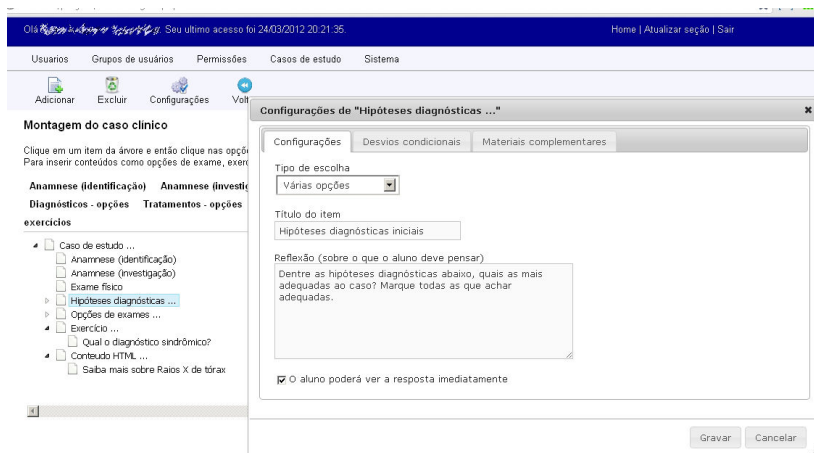 Olá Seu ultimo acesso foi 24/03/2012 20:21:35.
Home | Atualizar seção | Sair
Usuarios Grupos de usuários Permissões Casos de estudo Sistema
Adicionar Excluir Configurações Volt
Montagem do caso clínico
Clique em um item da árvore e então clique nas opçõ
Para inserir conteúdos como opções de exame, exerc
Anamnese (identificação) Anamnese (investig
Diagnósticos - opções Tratamentos - opções
exercícios
Caso de estudo ...
Anamnese (identificação)
Anamnese (investigação)
Exame físico
Hipóteses diagnósticas ...
Opções de exames ...
Exercício ...
Qual o diagnóstico sindrômico?
Conteudo HTML ...
Saiba mais sobre Raios X de tórax
Configurações de "Hipóteses diagnósticas ..."
Configurações Desvios condicionais Materiais complementares
Tipo de escolha
Várias opções
Título do item
Hipóteses diagnósticas iniciais
Reflexão (sobre o que o aluno deve pensar)
Dentre as hipóteses diagnósticas abaixo, quais as mais
adequadas ao caso? Marque todas as que achar
adequadas.
O aluno poderá ver a resposta imediatamente
Gravar Cancelar